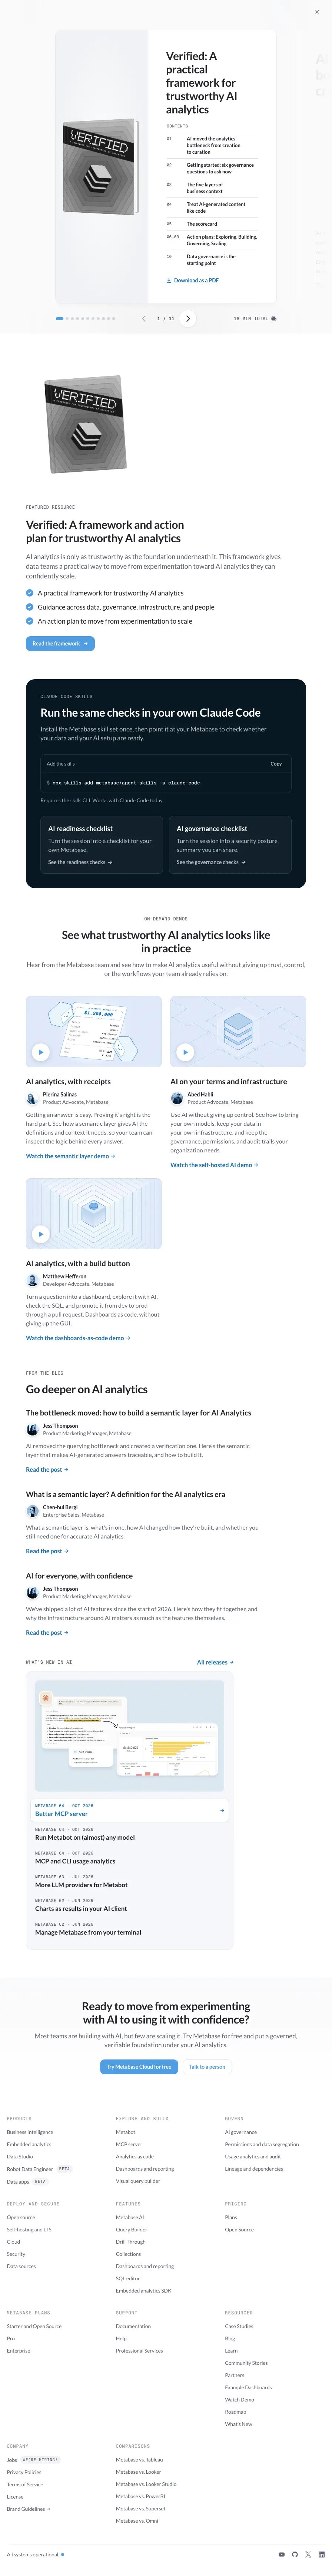 Verified: A
practical
framework for
trustworthy AI
analytics
CONTENTS
01 AI moved the analytics
bottleneck from creation
to curation
02 Getting started: six governance
questions to ask now
03 The five layers of
business context
04 Treat AI-generated content
like code
05 The scorecard
06-09 Action plans: Exploring, Building,
Governing, Scaling
10 Data governance is the
starting point
Download as a PDF
VERIFIED
1 / 11
18 MIN TOTAL
VERIFIED
FEATURED RESOURCE
Verified: A framework and action
plan for trustworthy AI analytics
AI analytics is only as trustworthy as the foundation underneath it. This framework gives
data teams a practical way to move from experimentation toward AI analytics they can
confidently scale.
A practical framework for trustworthy AI analytics
Guidance across data, governance, infrastructure, and people
An action plan to move from experimentation to scale
Read the framework →
CLAUDE CODE SKILLS
Run the same checks in your own Claude Code
Install the Metabase skill set once, then point it at your Metabase to check whether
your data and your AI setup are ready.
Add the skills
Copy
$ npx skills add metabase/agent-skills -a claude-code
Requires the skills CLI. Works with Claude Code today.
AI readiness checklist
Turn the session into a checklist for your
own Metabase.
See the readiness checks →
AI governance checklist
Turn the session into a security posture
summary you can share.
See the governance checks →
ON-DEMAND DEMOS
See what trustworthy AI analytics looks like
in practice
Hear from the Metabase team and see how to make AI analytics useful without giving up trust, control,
or the workflows your team already relies on.
$1,200,000
AI analytics, with receipts
Pierina Salinas
Product Advocate, Metabase
Getting an answer is easy. Proving it's right is the
hard part. See how a semantic layer gives AI the
definitions and context it needs, so your team can
inspect the logic behind every answer.
Watch the semantic layer demo →
AI on your terms and infrastructure
Abed Habli
Product Advocate, Metabase
Use AI without giving up control. See how to bring
your own models, keep your data in
your own infrastructure, and keep the
governance, permissions, and audit trails your
organization needs.
Watch the self-hosted AI demo →
AI analytics, with a build button
Matthew Hefferon
Developer Advocate, Metabase
Turn a question into a dashboard, explore it with AI,
check the SQL, and promote it from dev to prod
through a pull request. Dashboards as code, without
giving up the GUI.
Watch the dashboards-as-code demo →
FROM THE BLOG
Go deeper on AI analytics
The bottleneck moved: how to build a semantic layer for AI Analytics
Jess Thompson
Product Marketing Manager, Metabase
AI removed the querying bottleneck and created a verification one. Here's the semantic
layer that makes AI-generated answers traceable, and how to build it.
Read the post →
What is a semantic layer? A definition for the AI analytics era
Chen-hui Bergl
Enterprise Sales, Metabase
What a semantic layer is, what's in one, how AI changed how they're built, and whether you
still need one for accurate AI analytics.
Read the post →
AI for everyone, with confidence
Jess Thompson
Product Marketing Manager, Metabase
We've shipped a lot of AI features since the start of 2026. Here's how they fit together, and
why the infrastructure around AI matters as much as the features themselves.
Read the post →
WHAT'S NEW IN AI
All releases →
METABASE 64 · OCT 2026
Better MCP server
METABASE 64 · OCT 2026
Run Metabot on (almost) any model
METABASE 64 · OCT 2026
MCP and CLI usage analytics
METABASE 63 · JUL 2026
More LLM providers for Metabot
METABASE 62 · JUN 2026
Charts as results in your AI client
METABASE 62 · JUN 2026
Manage Metabase from your terminal
Ready to move from experimenting
with AI to using it with confidence?
Most teams are building with AI, but few are scaling it. Try Metabase for free and put a governed,
verifiable foundation under your AI analytics.
Try Metabase Cloud for free
Talk to a person
PRODUCTS
Business Intelligence
Embedded analytics
Data Studio
Robot Data Engineer BETA
Data apps BETA
EXPLORE AND BUILD
Metabot
MCP server
Analytics as code
Dashboards and reporting
Visual query builder
GOVERN
AI governance
Permissions and data segregation
Usage analytics and audit
Lineage and dependencies
DEPLOY AND SECURE
Open source
Self-hosting and LTS
Cloud
Security
Data sources
FEATURES
Metabase AI
Query Builder
Drill Through
Collections
Dashboards and reporting
SQL editor
Embedded analytics SDK
PRICING
Plans
Open Source
METABASE PLANS
Starter and Open Source
Pro
Enterprise
SUPPORT
Documentation
Help
Professional Services
RESOURCES
Case Studies
Blog
Learn
Community Stories
Partners
Example Dashboards
Watch Demo
Roadmap
What's New
COMPANY
Jobs WE'RE HIRING!
Privacy Policies
Terms of Service
License
Brand Guidelines ↗
COMPARISONS
Metabase vs. Tableau
Metabase vs. Looker
Metabase vs. Looker Studio
Metabase vs. PowerBI
Metabase vs. Superset
Metabase vs. Omni
All systems operational